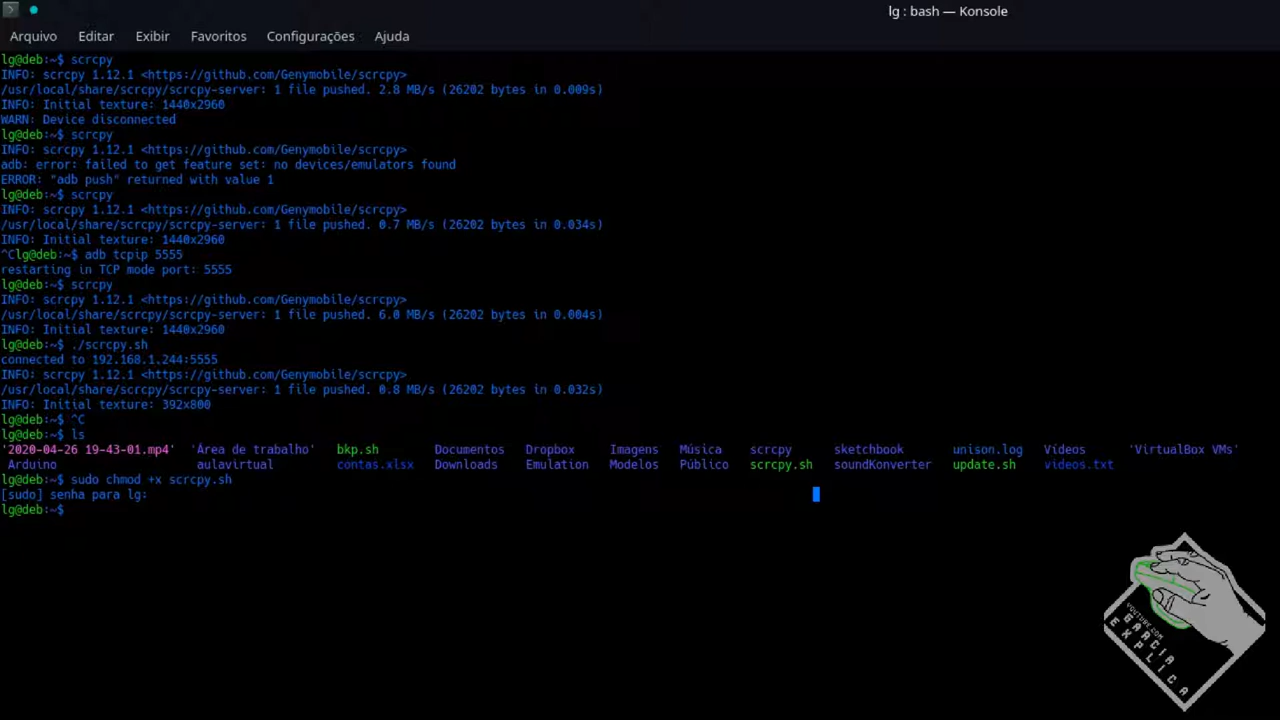 lg : bash — Konsole
Arquivo Editar Exibir Favoritos Configurações Ajuda
lg@deb:~$ scrcpy
INFO: scrcpy 1.12.1 <https://github.com/Genymobile/scrcpy>
/usr/local/share/scrcpy/scrcpy-server: 1 file pushed. 2.8 MB/s (26202 bytes in 0.009s)
INFO: Initial texture: 1440x2960
WARN: Device disconnected
lg@deb:~$ scrcpy
INFO: scrcpy 1.12.1 <https://github.com/Genymobile/scrcpy>
adb: error: failed to get feature set: no devices/emulators found
ERROR: "adb push" returned with value 1
lg@deb:~$ scrcpy
INFO: scrcpy 1.12.1 <https://github.com/Genymobile/scrcpy>
/usr/local/share/scrcpy/scrcpy-server: 1 file pushed. 0.7 MB/s (26202 bytes in 0.034s)
INFO: Initial texture: 1440x2960
^Clg@deb:~$ adb tcpip 5555
restarting in TCP mode port: 5555
lg@deb:~$ scrcpy
INFO: scrcpy 1.12.1 <https://github.com/Genymobile/scrcpy>
/usr/local/share/scrcpy/scrcpy-server: 1 file pushed. 6.0 MB/s (26202 bytes in 0.004s)
INFO: Initial texture: 1440x2960
lg@deb:~$ ./scrcpy.sh
connected to 192.168.1.244:5555
INFO: scrcpy 1.12.1 <https://github.com/Genymobile/scrcpy>
/usr/local/share/scrcpy/scrcpy-server: 1 file pushed. 0.8 MB/s (26202 bytes in 0.032s)
INFO: Initial texture: 392x800
lg@deb:~$ ^C
lg@deb:~$ ls
'2020-04-26 19-43-01.mp4' 'Área de trabalho' bkp.sh Documentos Dropbox Imagens Música scrcpy sketchbook unison.log Vídeos 'VirtualBox VMs'
Arduino aulavirtual contas.xlsx Downloads Emulation Modelos Público scrcpy.sh soundKonverter update.sh videos.txt
lg@deb:~$ sudo chmod +x scrcpy.sh
[sudo] senha para lg:
lg@deb:~$
YOUTUBE.COM
GARCIA
EXPLICA